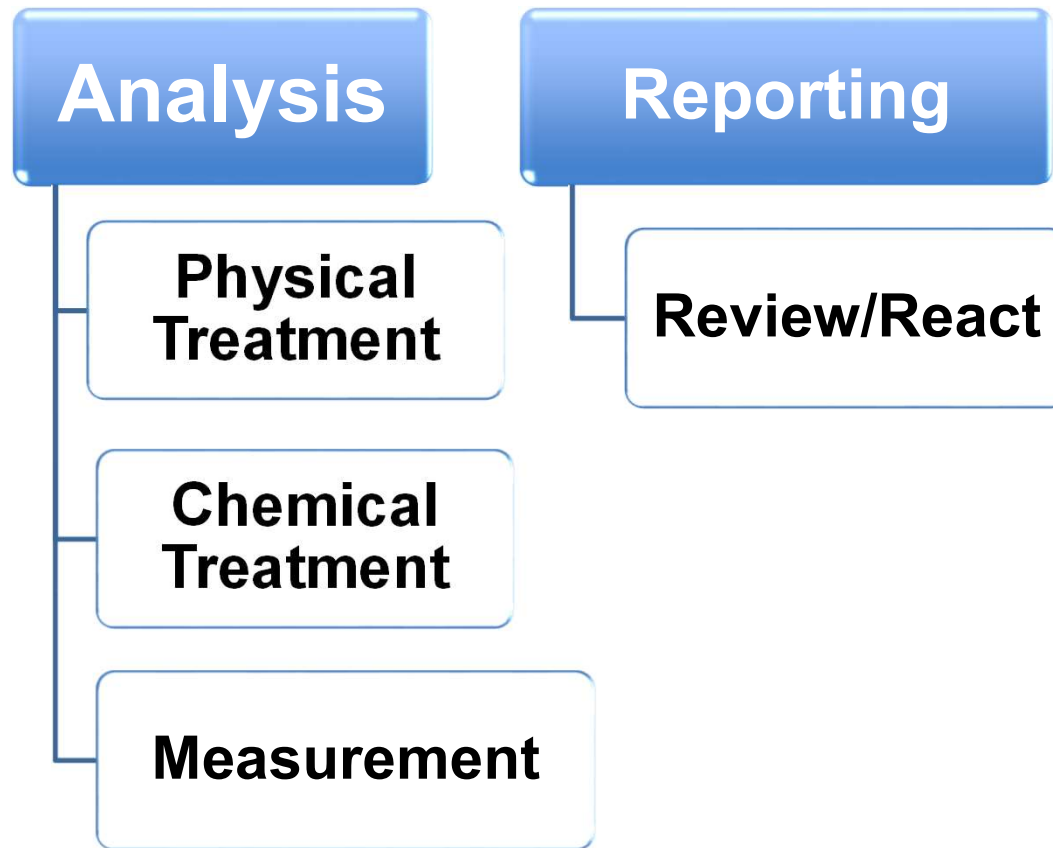 Analysis
Physical
Treatment
Chemical
Treatment
Measurement
Reporting
Review/React